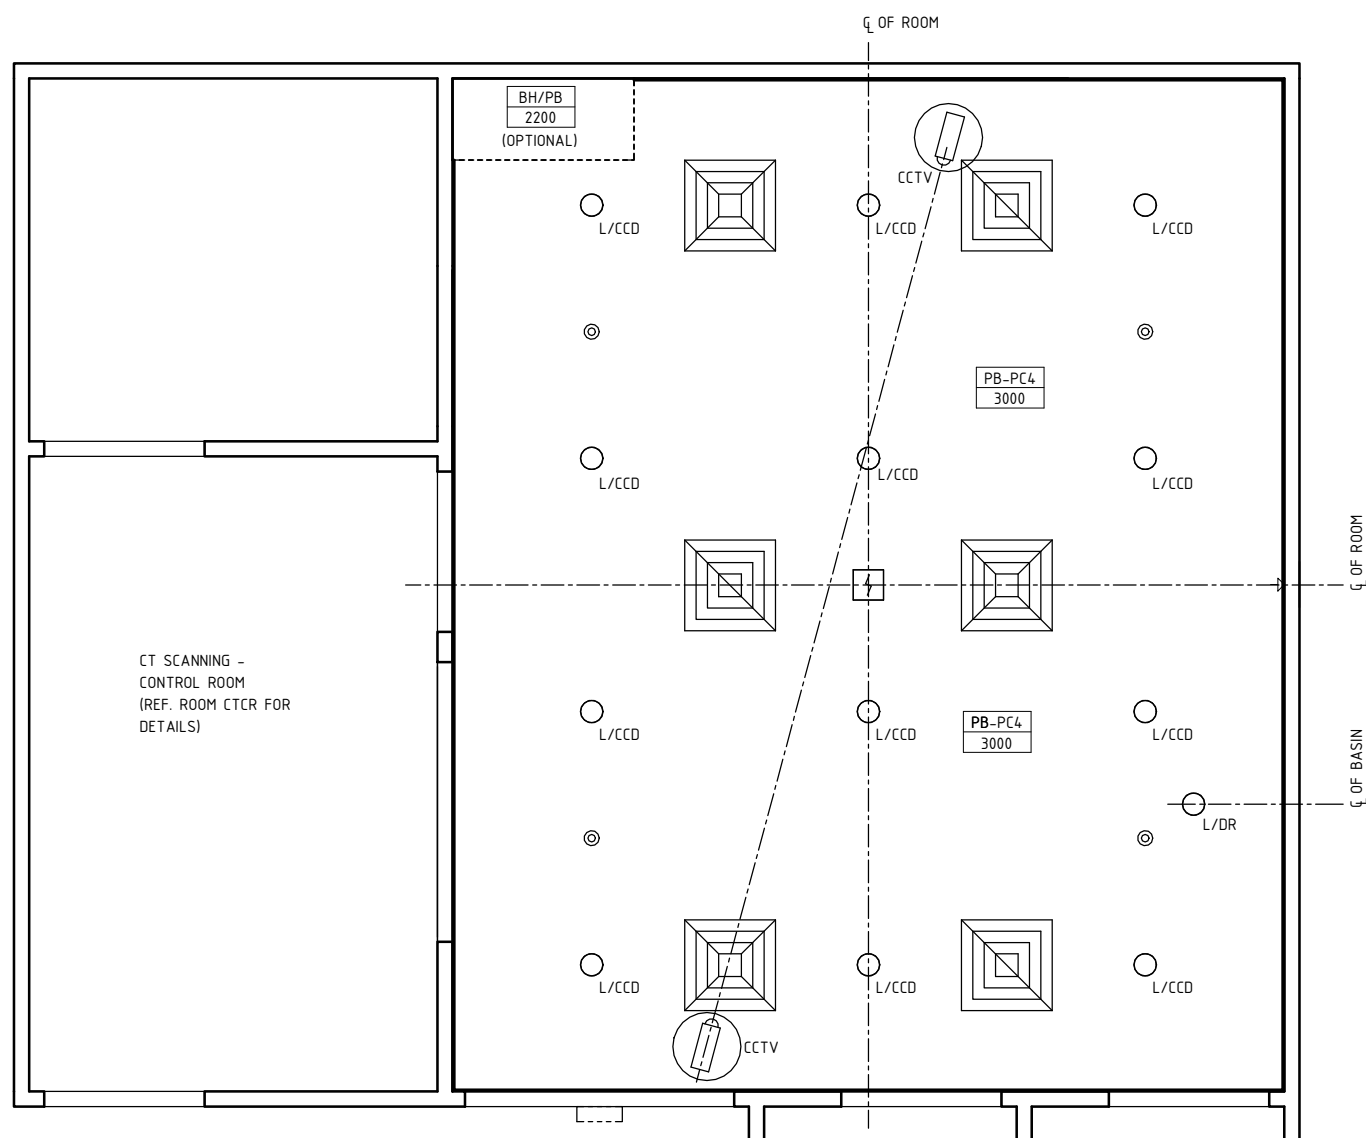 ℄ OF ROOM
BH/PB
2200
(OPTIONAL)
CCTV
L/CCD
L/CCD
L/CCD
PB-PC4
3000
L/CCD
L/CCD
L/CCD
℄ OF ROOM
CT SCANNING -
CONTROL ROOM
(REF. ROOM CTCR FOR
DETAILS)
L/CCD
L/CCD
PB-PC4
3000
L/CCD
℄ OF BASIN
L/DR
L/CCD
L/CCD
L/CCD
CCTV